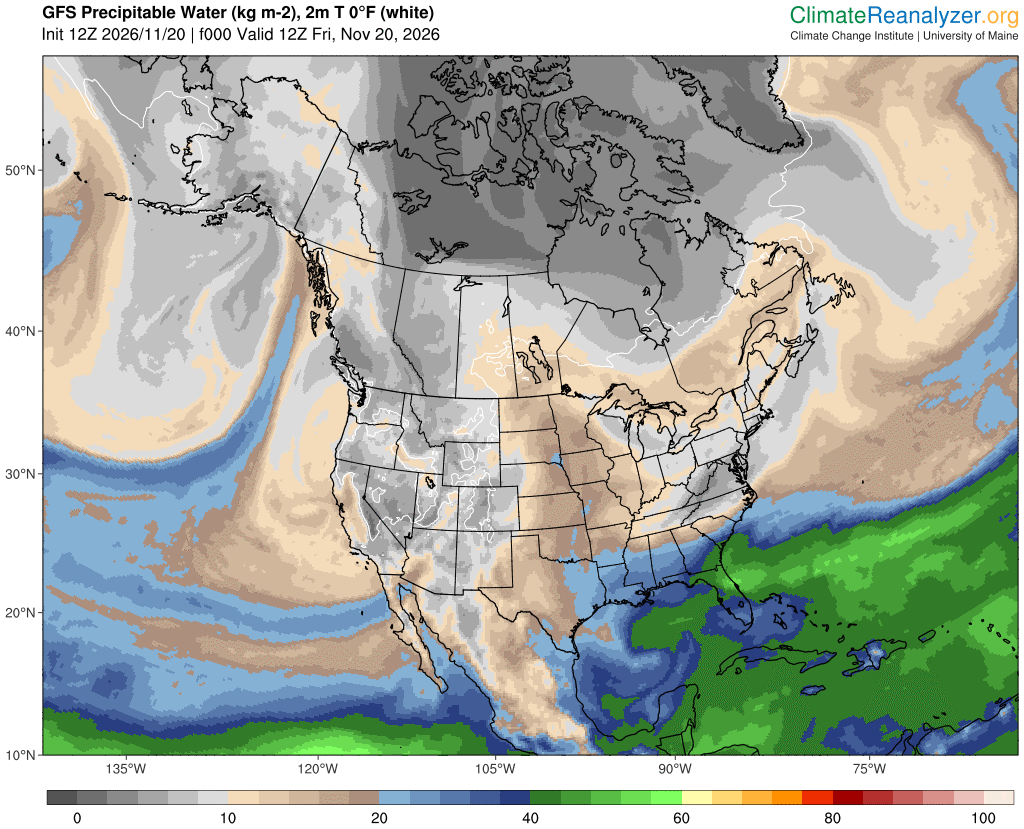 GFS Precipitable Water (kg m-2), 2m T 0°F (white)
Init 12Z 2026/11/20 | f000 Valid 12Z Fri, Nov 20, 2026
ClimateReanalyzer.org
Climate Change Institute | University of Maine
50°N
40°N
30°N
20°N
10°N
135°W 120°W 105°W 90°W 75°W
0 10 20 40 60 80 100